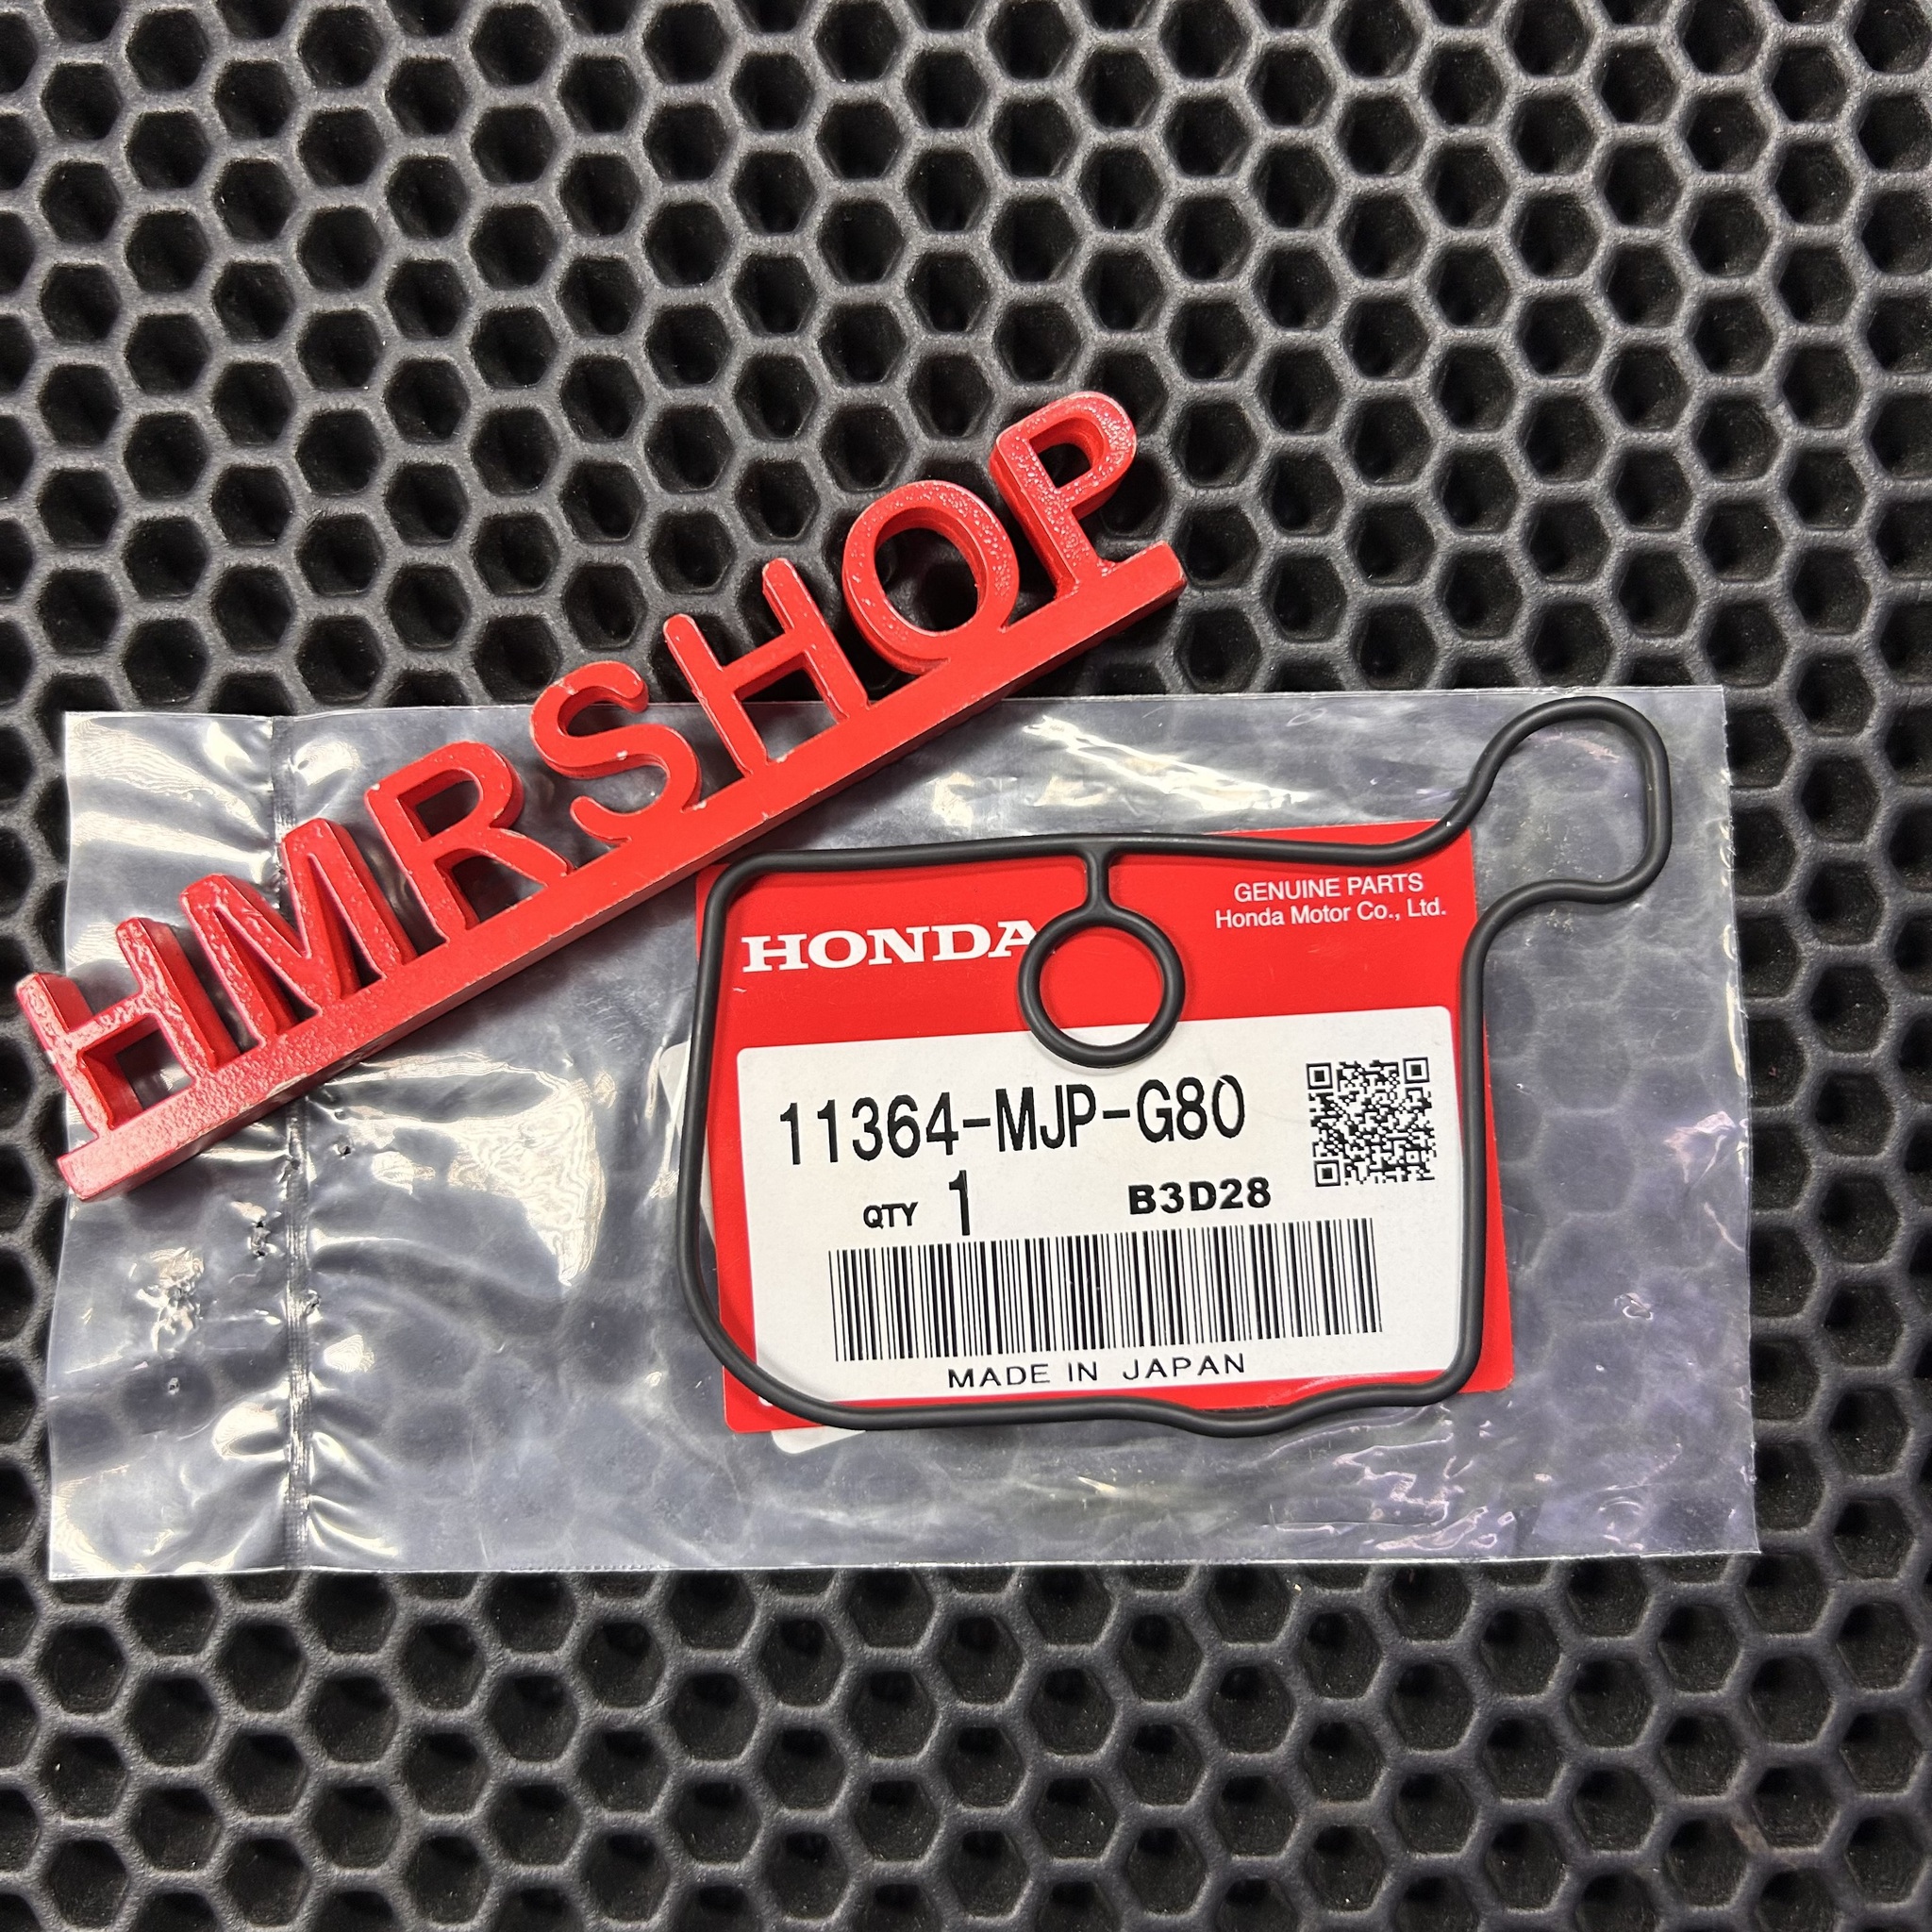 HMRSHOP
HONDA
GENUINE PARTS
Honda Motor Co., Ltd.
11364-MJP-G80
QTY 1 B3D28
MADE IN JAPAN